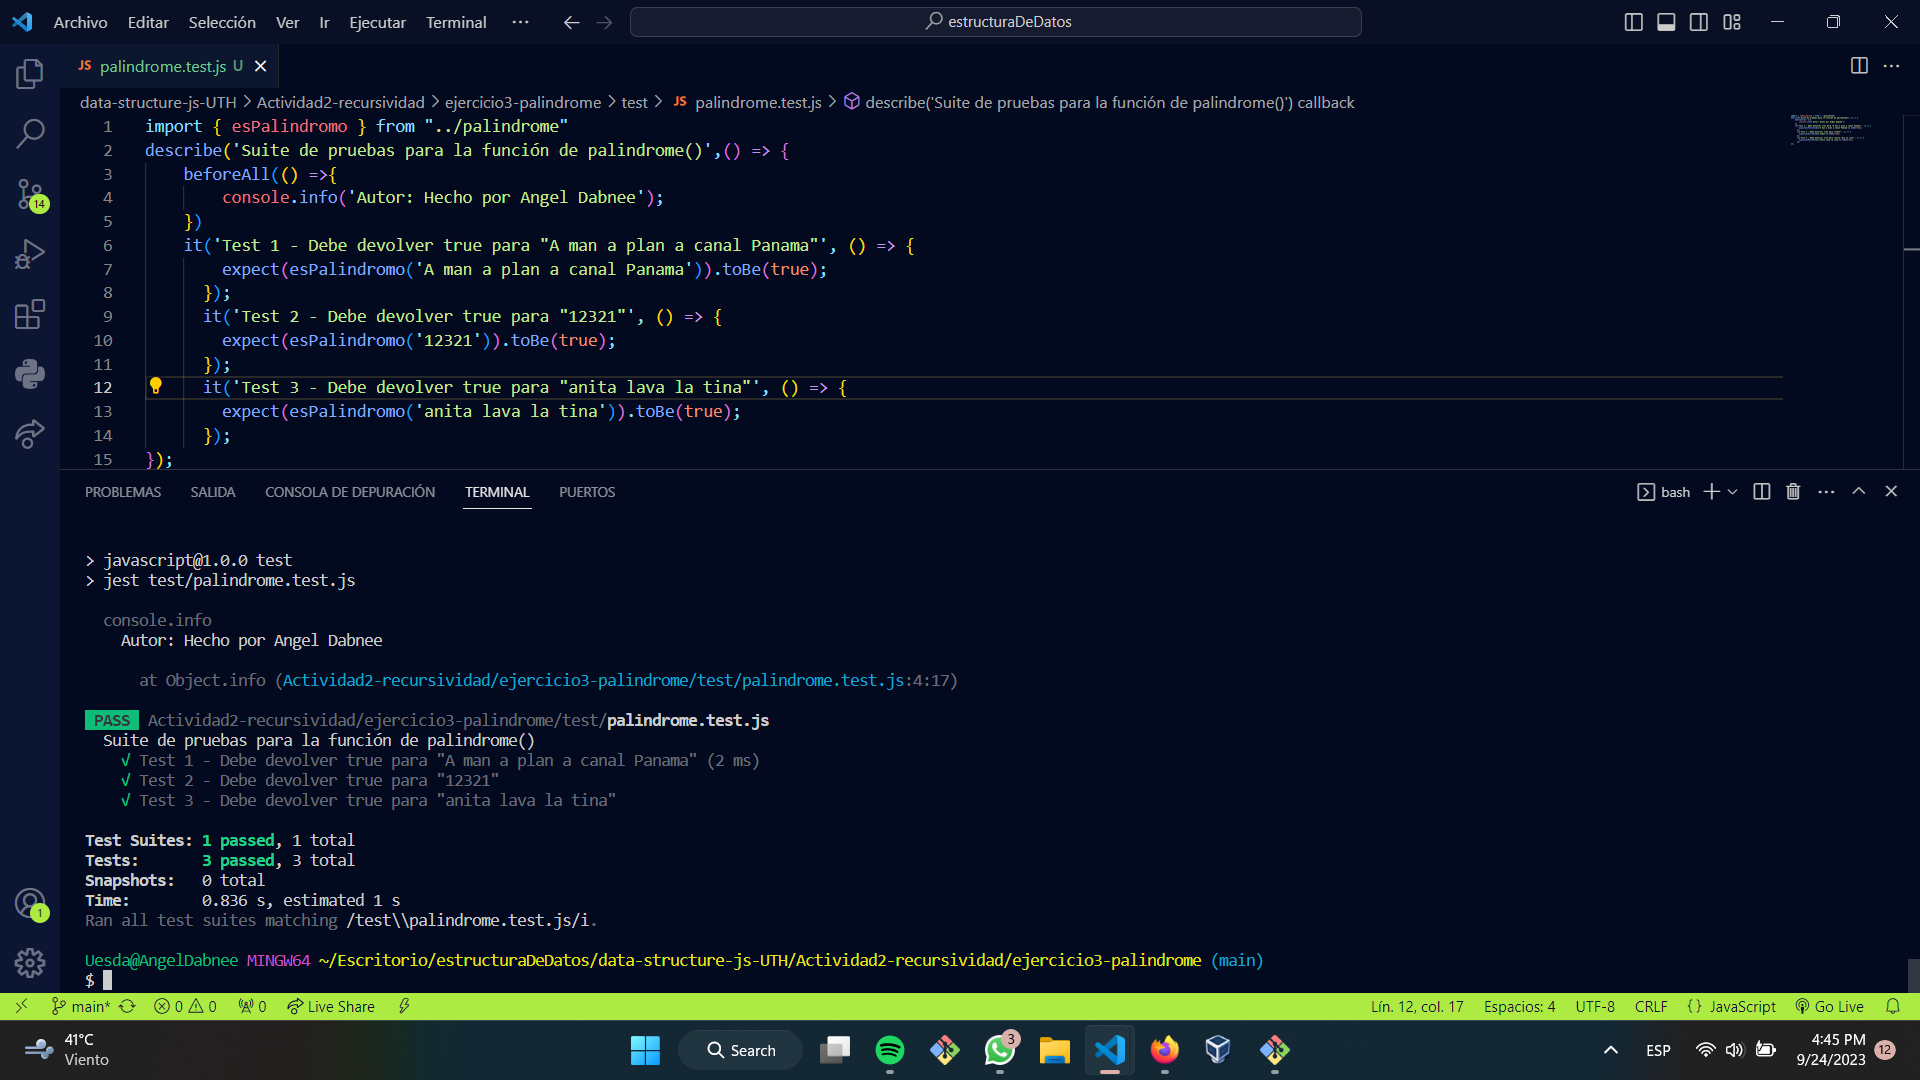 Archivo Editar Selección Ver Ir Ejecutar Terminal ··· estructuraDeDatos
JS palindrome.test.js U
data-structure-js-UTH > Actividad2-recursividad > ejercicio3-palindrome > test > JS palindrome.test.js > describe('Suite de pruebas para la función de palindrome()') callback
1 import { esPalindromo } from "../palindrome"
2 describe('Suite de pruebas para la función de palindrome()',() => {
3 beforeAll(() =>{
4 console.info('Autor: Hecho por Angel Dabnee');
5 })
6 it('Test 1 - Debe devolver true para "A man a plan a canal Panama"', () => {
7 expect(esPalindromo('A man a plan a canal Panama')).toBe(true);
8 });
9 it('Test 2 - Debe devolver true para "12321"', () => {
10 expect(esPalindromo('12321')).toBe(true);
11 });
12 it('Test 3 - Debe devolver true para "anita lava la tina"', () => {
13 expect(esPalindromo('anita lava la tina')).toBe(true);
14 });
15 });
14
PROBLEMAS SALIDA CONSOLA DE DEPURACIÓN TERMINAL PUERTOS bash
> javascript@1.0.0 test
> jest test/palindrome.test.js
console.info
Autor: Hecho por Angel Dabnee
at Object.info (Actividad2-recursividad/ejercicio3-palindrome/test/palindrome.test.js:4:17)
PASS Actividad2-recursividad/ejercicio3-palindrome/test/palindrome.test.js
Suite de pruebas para la función de palindrome()
√ Test 1 - Debe devolver true para "A man a plan a canal Panama" (2 ms)
√ Test 2 - Debe devolver true para "12321"
√ Test 3 - Debe devolver true para "anita lava la tina"
Test Suites: 1 passed, 1 total
Tests: 3 passed, 3 total
Snapshots: 0 total
Time: 0.836 s, estimated 1 s
Ran all test suites matching /test\\palindrome.test.js/i.
1
Uesda@AngelDabnee MINGW64 ~/Escritorio/estructuraDeDatos/data-structure-js-UTH/Actividad2-recursividad/ejercicio3-palindrome (main)
$
main* 0 0 0 Live Share Lín. 12, col. 17 Espacios: 4 UTF-8 CRLF {} JavaScript Go Live
41°C
Viento
Search
3
ESP
4:45 PM
9/24/2023
12